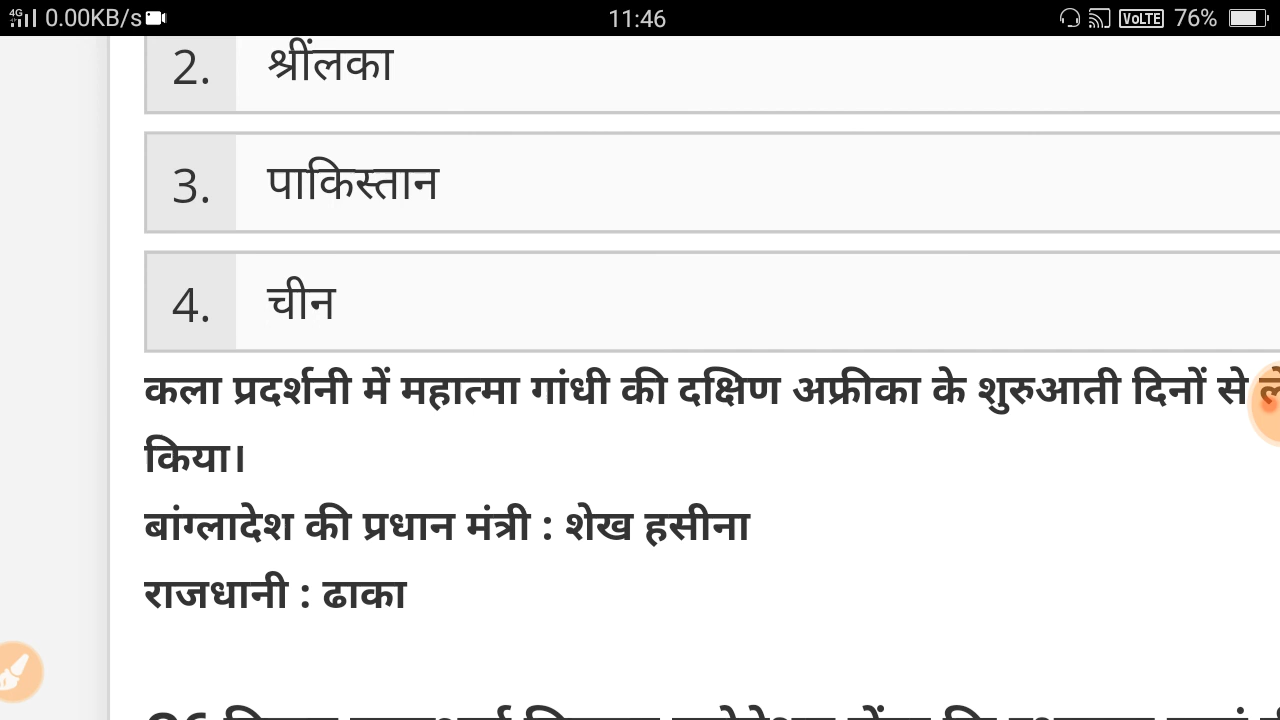 4G 0.00KB/s 11:46 VoLTE 76%
2. श्रींलका
3. पाकिस्तान
4. चीन
कला प्रदर्शनी में महात्मा गांधी की दक्षिण अफ्रीका के शुरुआती दिनों से
किया।
बांग्लादेश की प्रधान मंत्री : शेख हसीना
राजधानी : ढाका